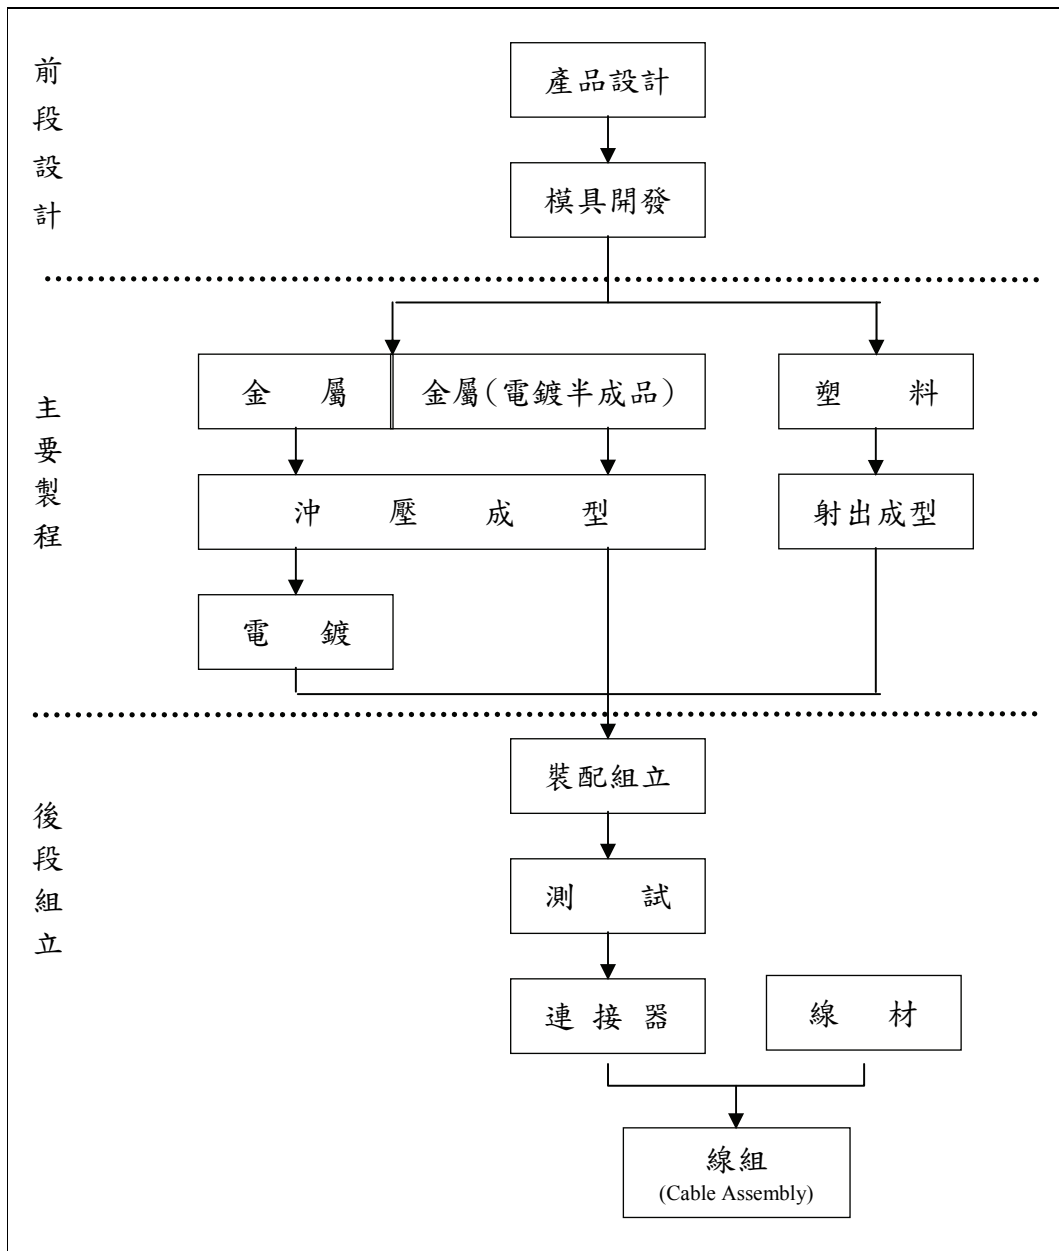 前段設計
產品設計
模具開發
主要製程
金屬
金屬(電鍍半成品)
塑料
沖壓成型
射出成型
電鍍
後段組立
裝配組立
測試
連接器
線材
線組
(Cable Assembly)